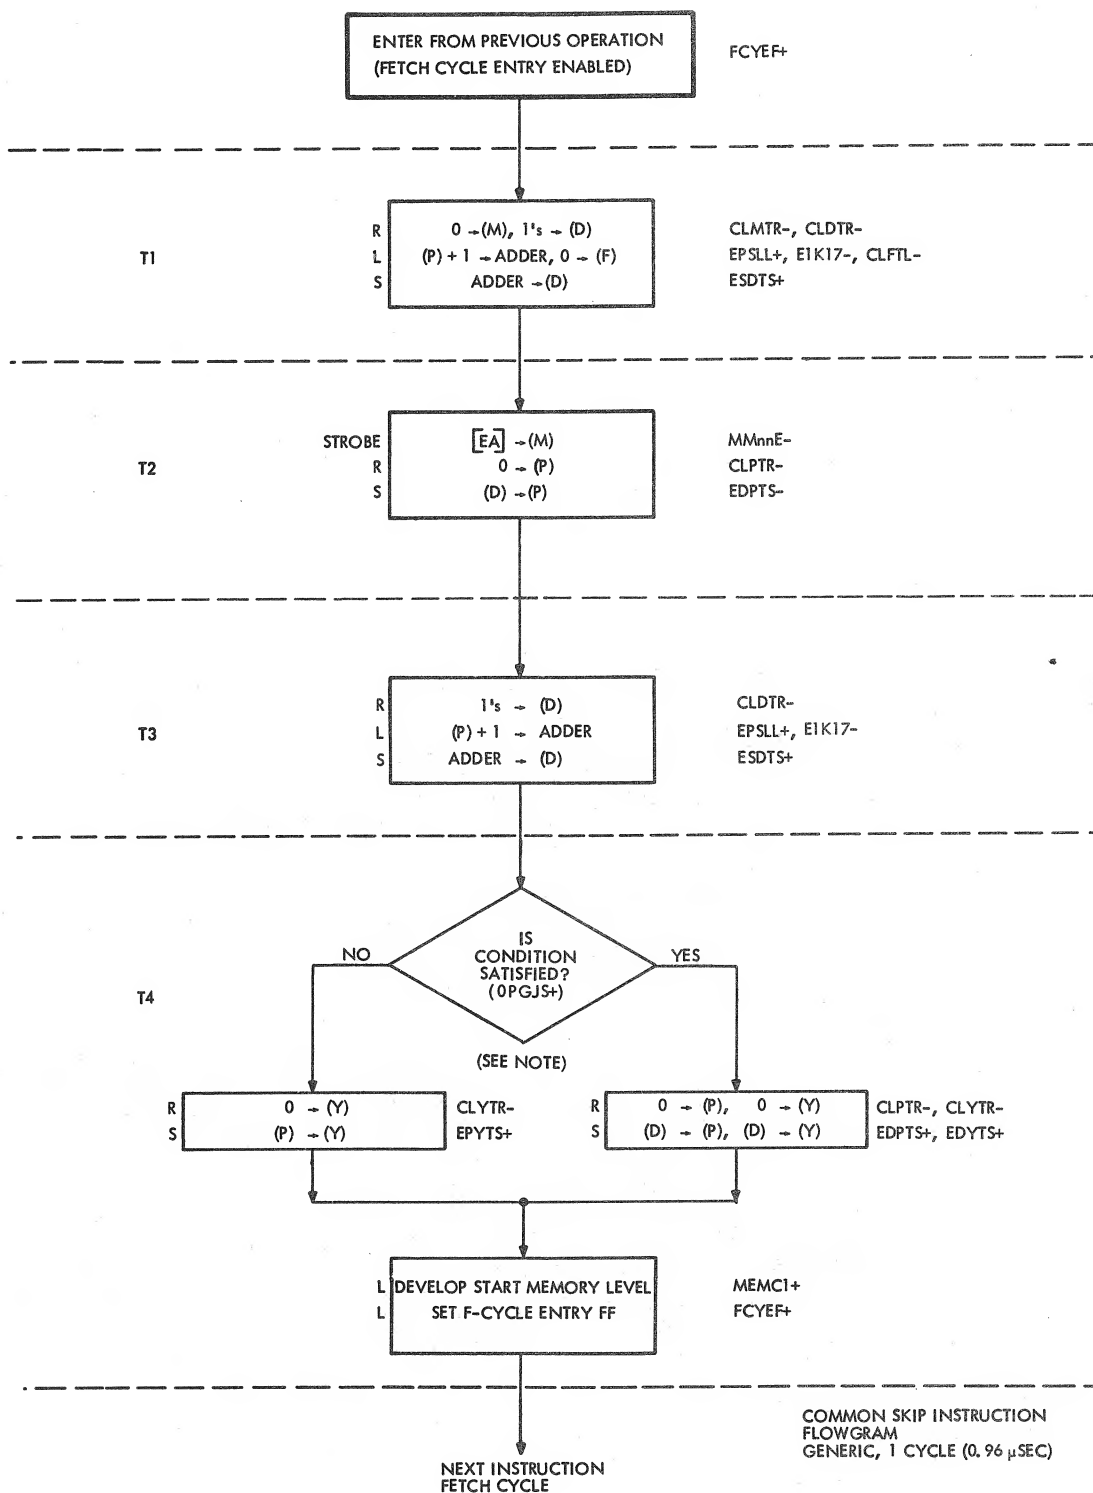 ENTER FROM PREVIOUS OPERATION
(FETCH CYCLE ENTRY ENABLED)
FCYEF+
T1
R 0 → (M), 1's → (D) CLMTR-, CLDTR-
L (P) + 1 → ADDER, 0 → (F) EPSLL+, E1K17-, CLFTL-
S ADDER → (D) ESDTS+
T2
STROBE [EA] → (M) MMnnE-
R 0 → (P) CLPTR-
S (D) → (P) EDPTS-
T3
R 1's → (D) CLDTR-
L (P) + 1 → ADDER EPSLL+, E1K17-
S ADDER → (D) ESDTS+
T4
IS
CONDITION
SATISFIED?
(OPGJS+)
NO
YES
(SEE NOTE)
R 0 → (Y) CLYTR-
S (P) → (Y) EPYTS+
R 0 → (P), 0 → (Y) CLPTR-, CLYTR-
S (D) → (P), (D) → (Y) EDPTS+, EDYTS+
L DEVELOP START MEMORY LEVEL MEMC1+
L SET F-CYCLE ENTRY FF FCYEF+
COMMON SKIP INSTRUCTION
FLOWGRAM
GENERIC, 1 CYCLE (0.96 µSEC)
NEXT INSTRUCTION
FETCH CYCLE